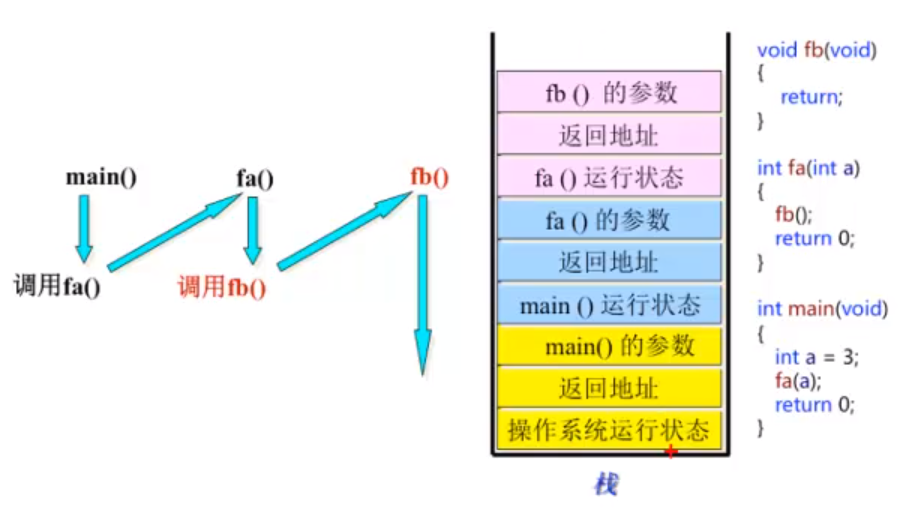 main()
fa()
fb()
调用fa()
调用fb()
fb () 的参数
返回地址
fa () 运行状态
fa () 的参数
返回地址
main () 运行状态
main() 的参数
返回地址
操作系统运行状态
栈
void fb(void)
{
return;
}
int fa(int a)
{
fb();
return 0;
}
int main(void)
{
int a = 3;
fa(a);
return 0;
}